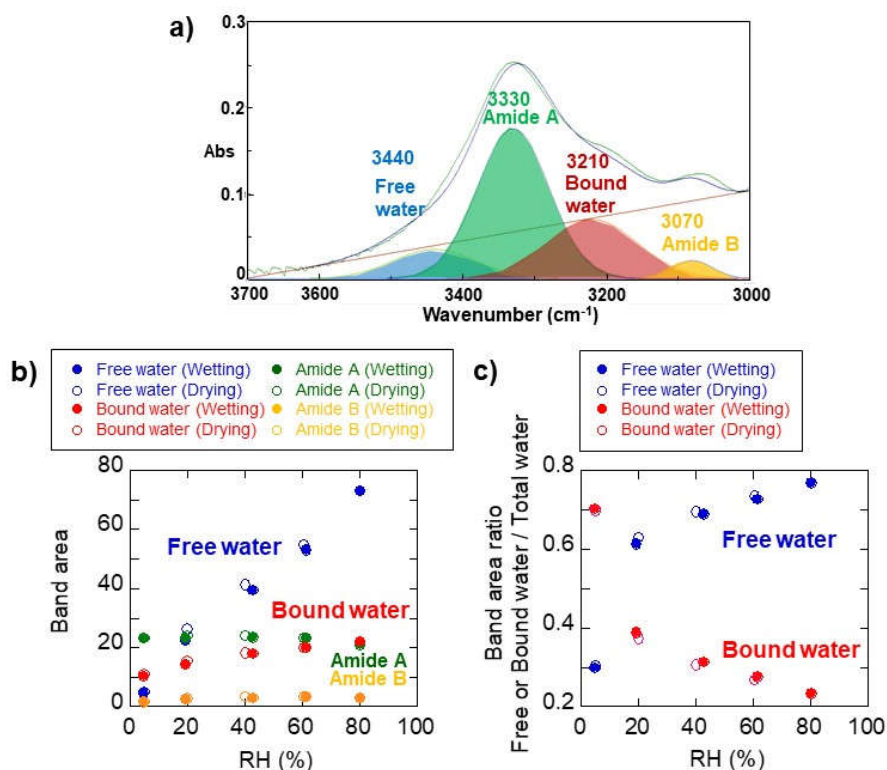 a)
0.3
0.2
Abs
0.1
0
3440
Free
water
3330
Amide A
3210
Bound
water
3070
Amide B
3700
3600
3400
3200
3000
Wavenumber (cm-1)
b)
Free water (Wetting)
Free water (Drying)
Bound water (Wetting)
Bound water (Drying)
Amide A (Wetting)
Amide A (Drying)
Amide B (Wetting)
Amide B (Drying)
80
60
40
20
0
Band area
Free water
Bound water
Amide A
Amide B
0 20 40 60 80 100
RH (%)
c)
Free water (Wetting)
Free water (Drying)
Bound water (Wetting)
Bound water (Drying)
0.8
0.6
0.4
0.2
Band area ratio
Free or Bound water / Total water
Free water
Bound water
0 20 40 60 80 100
RH (%)